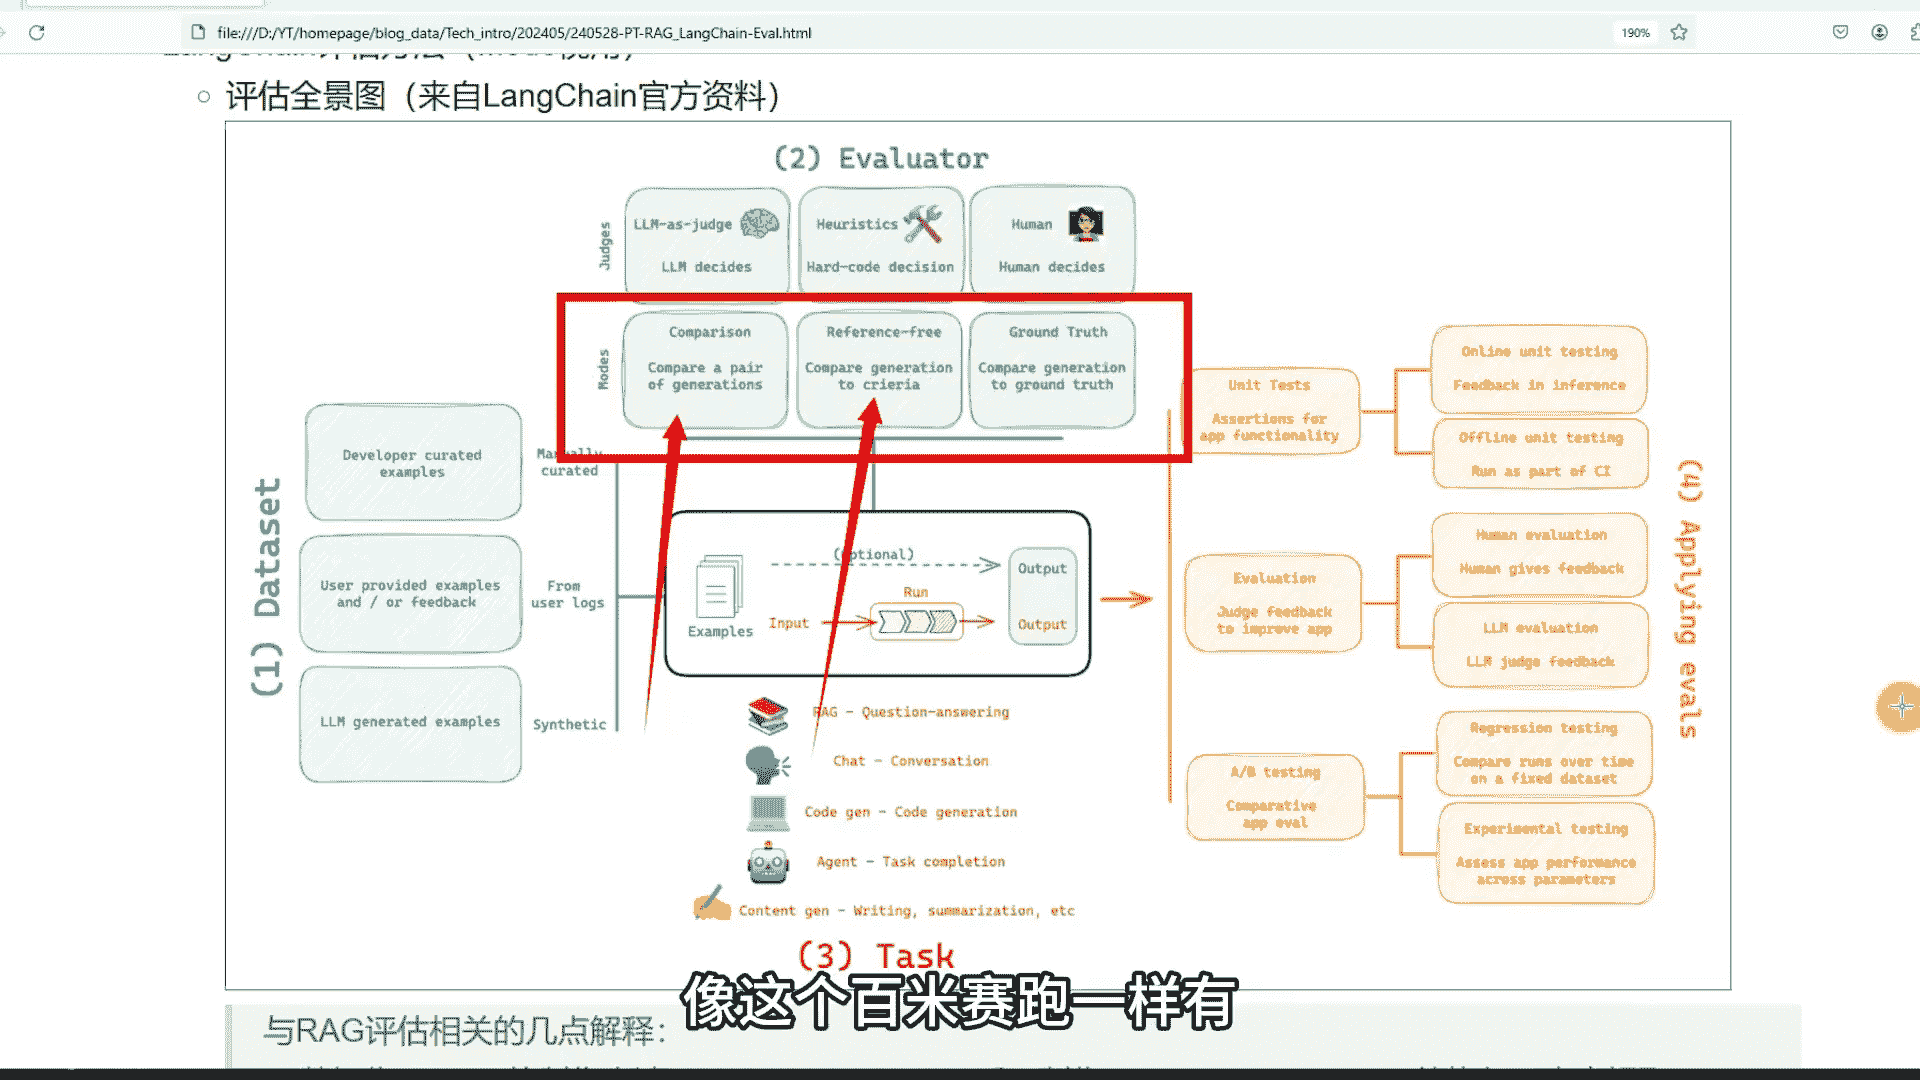 file:///D:/YT/homepage/blog_data/Tech_intro/202405/240528-PT-RAG_LangChain-Eval.html
190%
评估全景图（来自LangChain官方资料）
(2) Evaluator
Judges
LLM-as-judge
LLM decides
Heuristics
Hard-code decision
Human
Human decides
Modes
Comparison
Compare a pair
of generations
Reference-free
Compare generation
to crieria
Ground Truth
Compare generation
to ground truth
(1) Dataset
Developer curated
examples
Manually
curated
User provided examples
and / or feedback
From
user logs
LLM generated examples
Synthetic
Examples
(optional)
Output
Run
Input
Output
RAG - Question-answering
Chat - Conversation
Code gen - Code generation
Agent - Task completion
Content gen - Writing, summarization, etc
(3) Task
Unit Tests
Assertions for
app functionality
Online unit testing
Feedback in inference
Offline unit testing
Run as part of CI
Evaluation
Judge feedback
to improve app
Human evaluation
Human gives feedback
LLM evaluation
LLM judge feedback
A/B testing
Comparative
app eval
Regression testing
Compare runs over time
on a fixed dataset
Experimental testing
Assess app performance
across parameters
(4) Applying evals
像这个百米赛跑一样有
与RAG评估相关的几点解释：